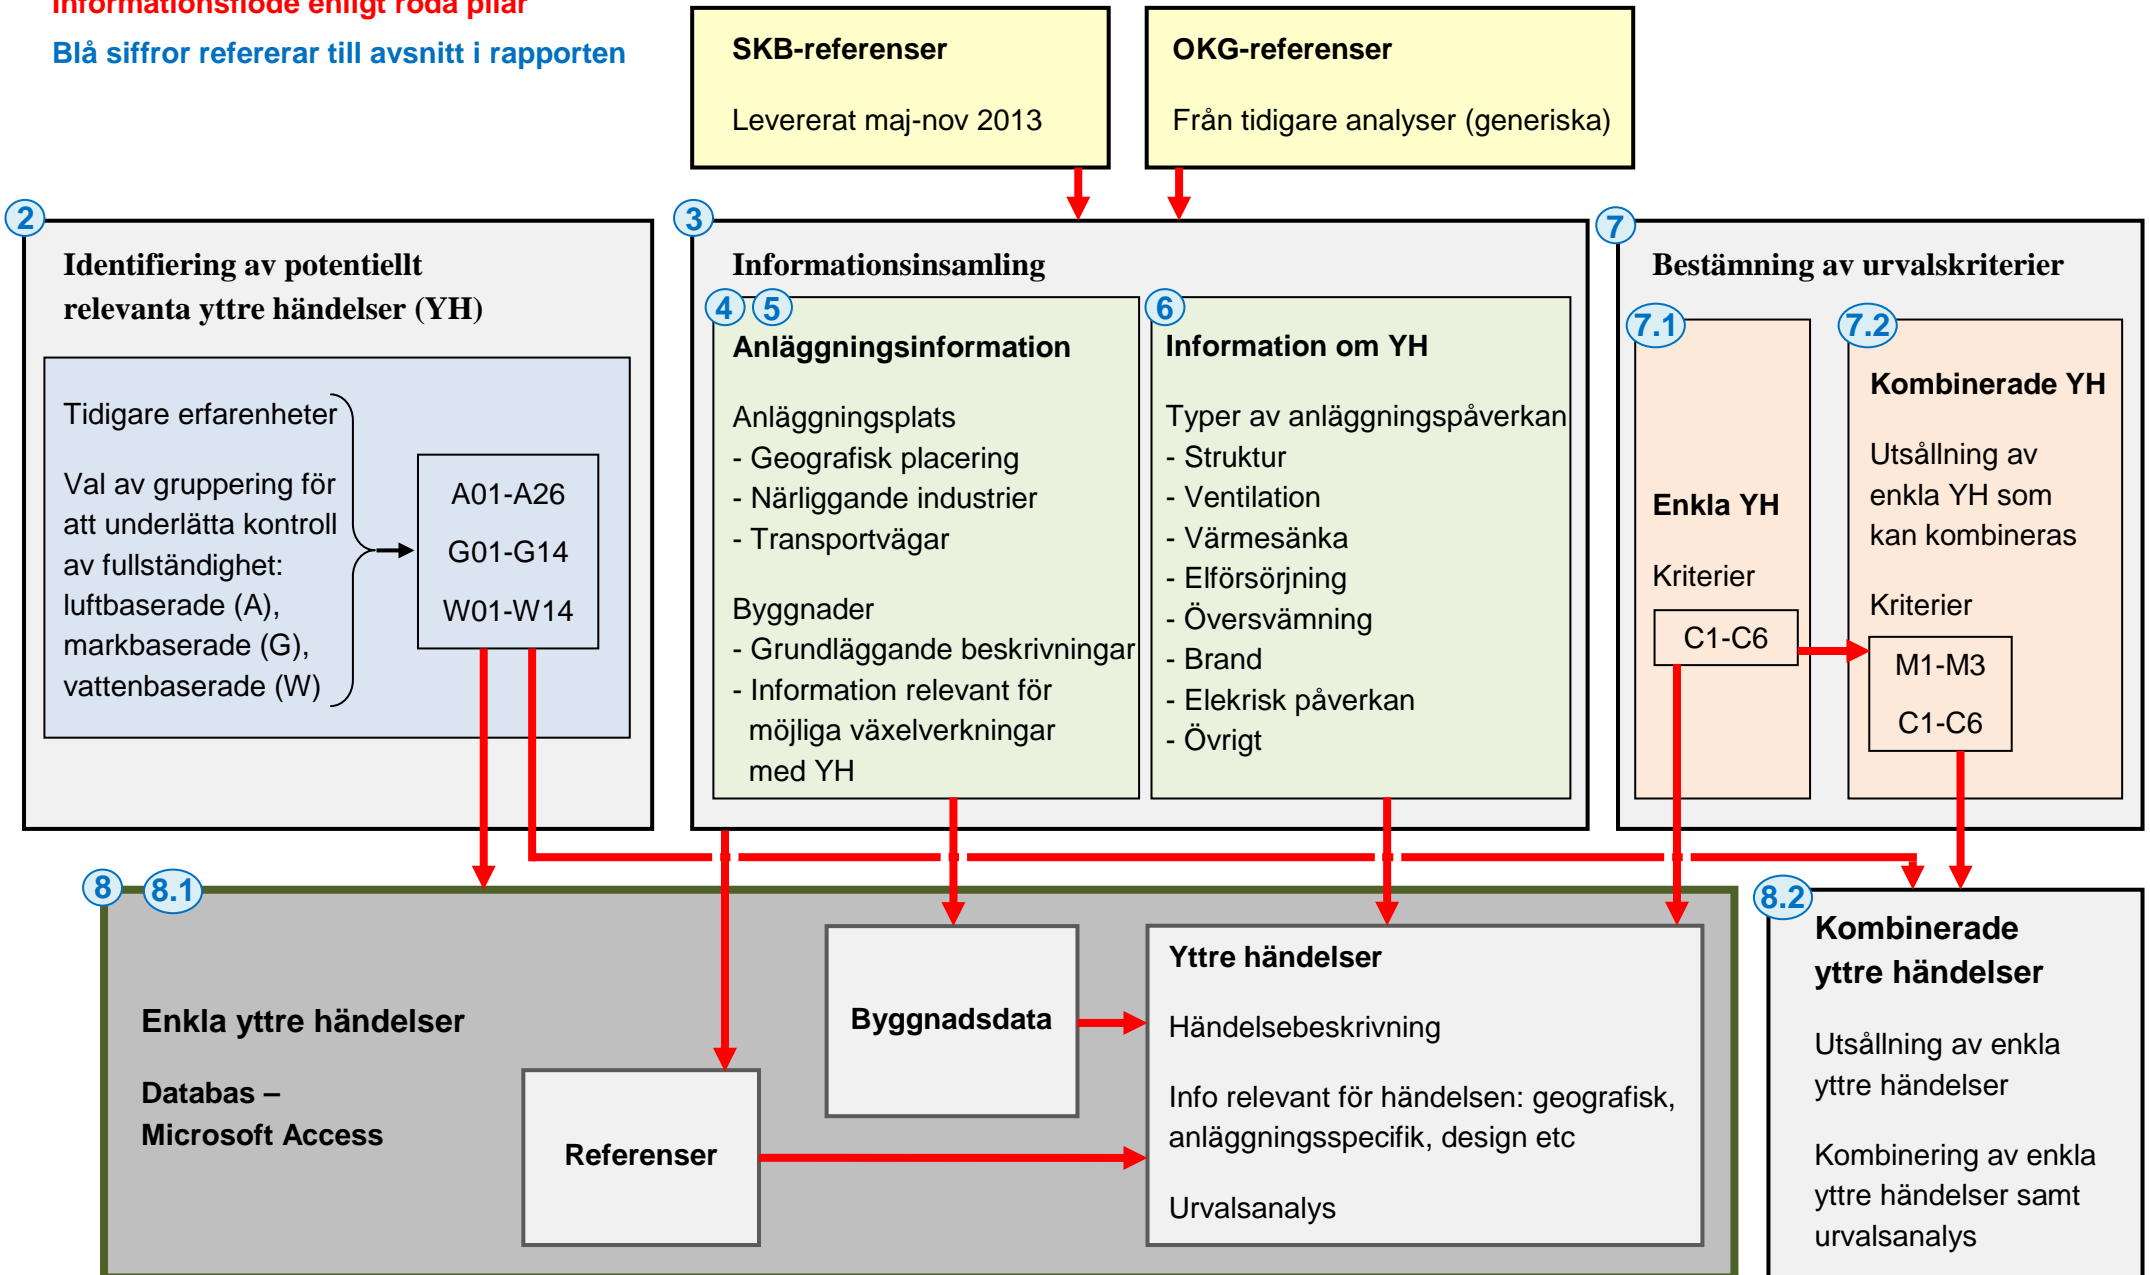 Informationsflöde enligt röda pilar
Blå siffror refererar till avsnitt i rapporten
SKB-referenser
Levererat maj-nov 2013
OKG-referenser
Från tidigare analyser (generiska)
2
Identifiering av potentiellt
relevanta yttre händelser (YH)
Tidigare erfarenheter
Val av gruppering för
att underlätta kontroll
av fullständighet:
luftbaserade (A),
markbaserade (G),
vattenbaserade (W)
A01-A26
G01-G14
W01-W14
3
Informationsinsamling
4 5
Anläggningsinformation
Anläggningsplats
- Geografisk placering
- Närliggande industrier
- Transportvägar
Byggnader
- Grundläggande beskrivningar
- Information relevant för
möjliga växelverkningar
med YH
6
Information om YH
Typer av anläggningspåverkan
- Struktur
- Ventilation
- Värmesänka
- Elförsörjning
- Översvämning
- Brand
- Elekrisk påverkan
- Övrigt
7
Bestämning av urvalskriterier
7.1
Enkla YH
Kriterier
C1-C6
7.2
Kombinerade YH
Utsållning av
enkla YH som
kan kombineras
Kriterier
M1-M3
C1-C6
8 8.1
Enkla yttre händelser
Databas –
Microsoft Access
Referenser
Byggnadsdata
Yttre händelser
Händelsebeskrivning
Info relevant för händelsen: geografisk,
anläggningsspecifik, design etc
Urvalsanalys
8.2
Kombinerade
yttre händelser
Utsållning av enkla
yttre händelser
Kombinering av enkla
yttre händelser samt
urvalsanalys